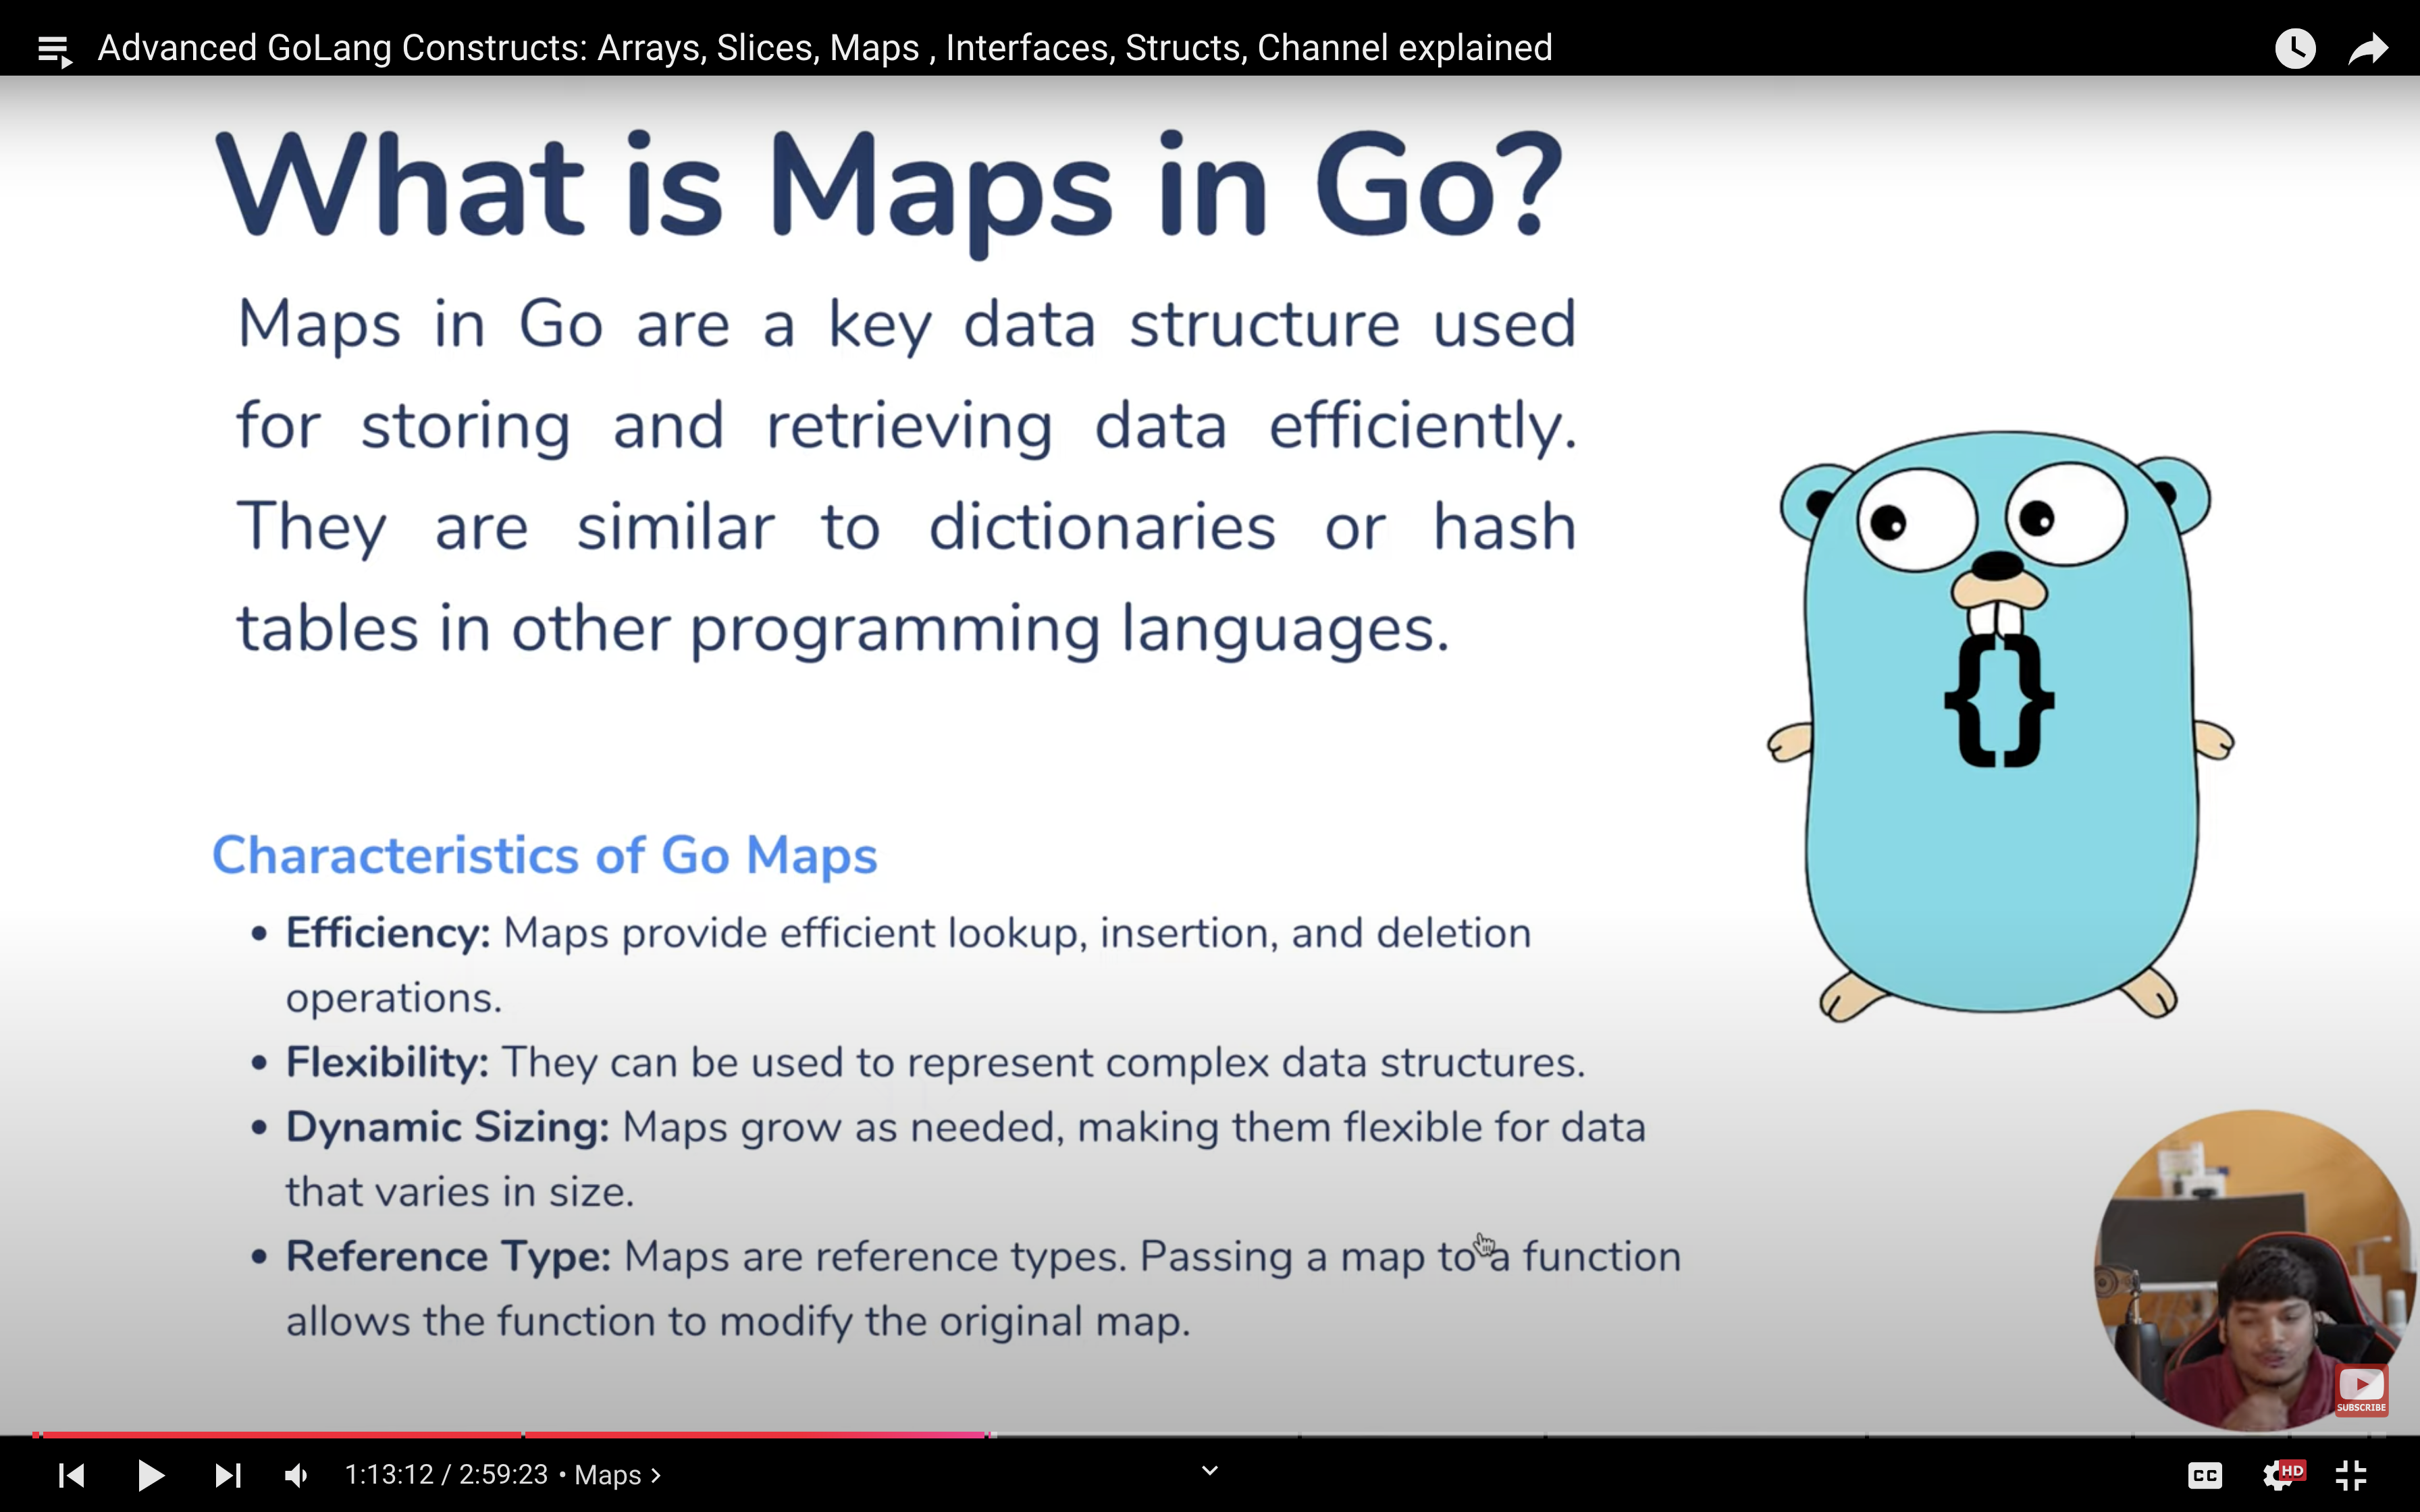 Advanced GoLang Constructs: Arrays, Slices, Maps , Interfaces, Structs, Channel explained
What is Maps in Go?
Maps in Go are a key data structure used
for storing and retrieving data efficiently.
They are similar to dictionaries or hash
tables in other programming languages.
{}
Characteristics of Go Maps
• Efficiency: Maps provide efficient lookup, insertion, and deletion
operations.
• Flexibility: They can be used to represent complex data structures.
• Dynamic Sizing: Maps grow as needed, making them flexible for data
that varies in size.
• Reference Type: Maps are reference types. Passing a map to a function
allows the function to modify the original map.
SUBSCRIBE
1:13:12 / 2:59:23 • Maps >
CC
HD